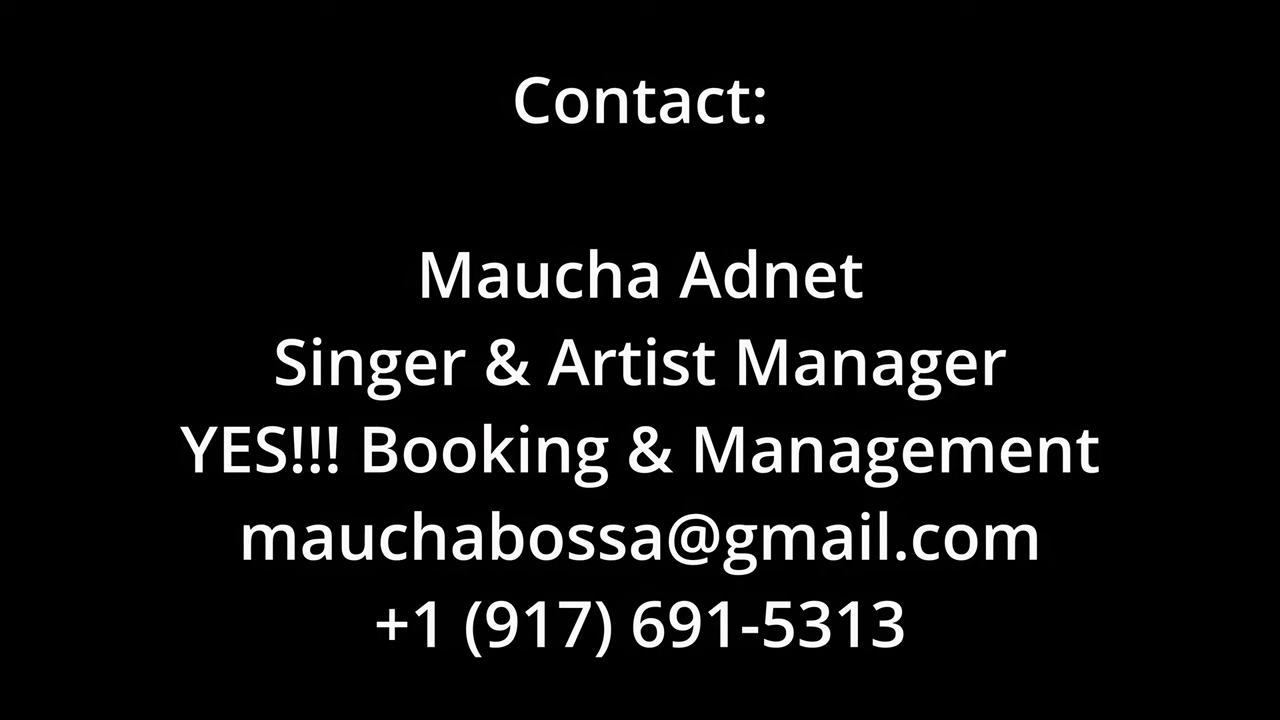 Contact:
Maucha Adnet
Singer & Artist Manager
YES!!! Booking & Management
mauchabossa@gmail.com
+1 (917) 691-5313